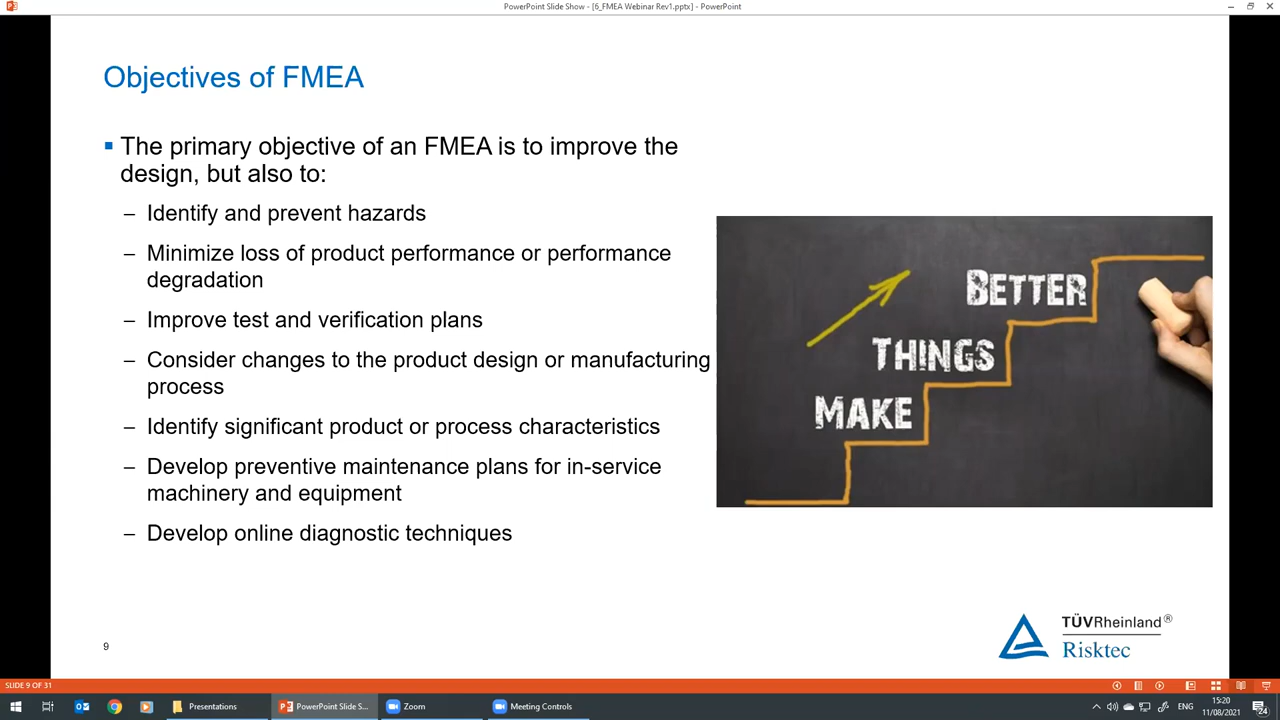 PowerPoint Slide Show - [6_FMEA Webinar Rev1.pptx] - PowerPoint
Objectives of FMEA
The primary objective of an FMEA is to improve the
design, but also to:
– Identify and prevent hazards
– Minimize loss of product performance or performance
degradation
– Improve test and verification plans
– Consider changes to the product design or manufacturing
process
– Identify significant product or process characteristics
– Develop preventive maintenance plans for in-service
machinery and equipment
– Develop online diagnostic techniques
BETTER
THINGS
MAKE
TÜVRheinland®
Risktec
9
SLIDE 9 OF 31
Presentations
PowerPoint Slide S...
Zoom
Meeting Controls
ENG
15:20
11/08/2021
24